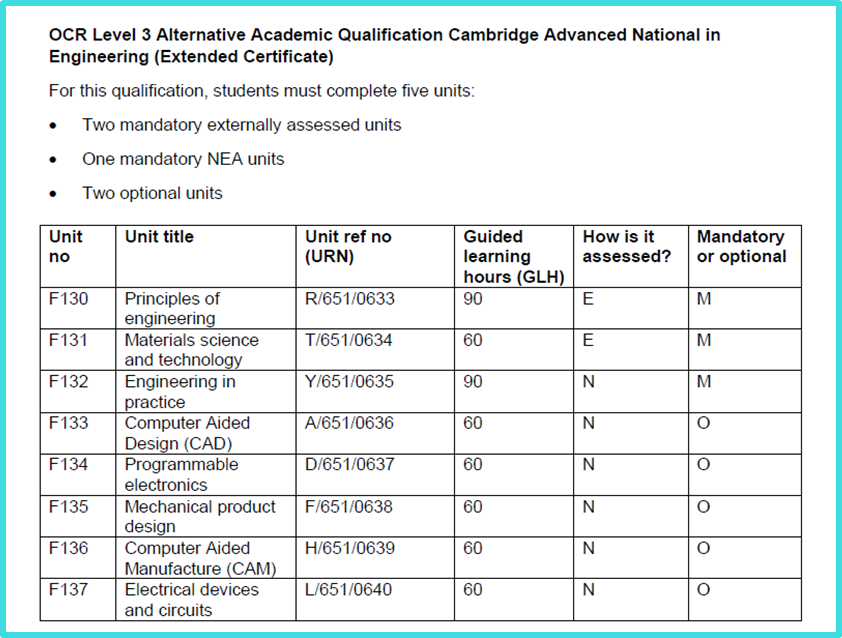 OCR Level 3 Alternative Academic Qualification Cambridge Advanced National in
Engineering (Extended Certificate)
For this qualification, students must complete five units:
• Two mandatory externally assessed units
• One mandatory NEA units
• Two optional units
Unit no | Unit title | Unit ref no (URN) | Guided learning hours (GLH) | How is it assessed? | Mandatory or optional
F130 | Principles of engineering | R/651/0633 | 90 | E | M
F131 | Materials science and technology | T/651/0634 | 60 | E | M
F132 | Engineering in practice | Y/651/0635 | 90 | N | M
F133 | Computer Aided Design (CAD) | A/651/0636 | 60 | N | O
F134 | Programmable electronics | D/651/0637 | 60 | N | O
F135 | Mechanical product design | F/651/0638 | 60 | N | O
F136 | Computer Aided Manufacture (CAM) | H/651/0639 | 60 | N | O
F137 | Electrical devices and circuits | L/651/0640 | 60 | N | O